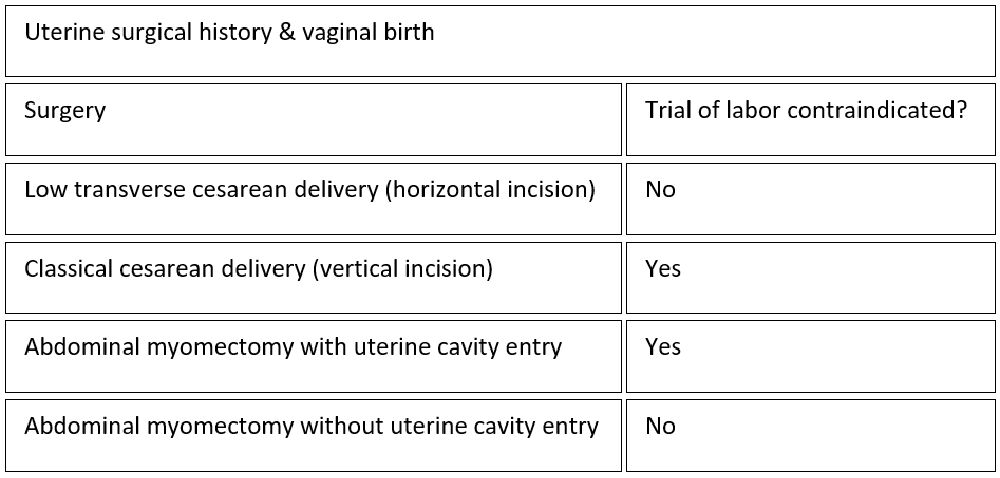 Uterine surgical history & vaginal birth
Surgery
Trial of labor contraindicated?
Low transverse cesarean delivery (horizontal incision)
No
Classical cesarean delivery (vertical incision)
Yes
Abdominal myomectomy with uterine cavity entry
Yes
Abdominal myomectomy without uterine cavity entry
No